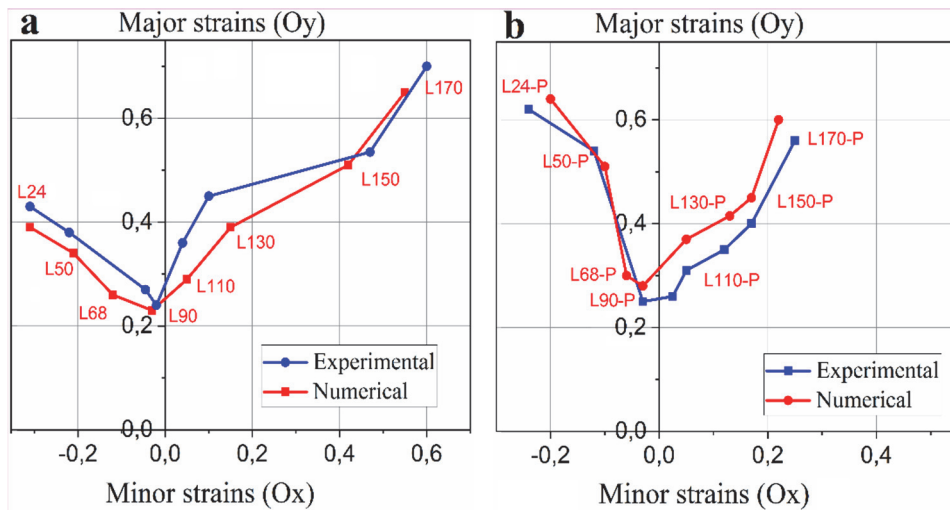 a
Major strains (Oy)
0,6
0,4
0,2
0,0
L24
L50
L68
L90
L110
L130
L150
L170
Experimental
Numerical
-0,2
0,0
0,2
0,4
0,6
Minor strains (Ox)
b
Major strains (Oy)
0,6
0,4
0,2
0,0
L24-P
L50-P
L68-P
L90-P
L110-P
L130-P
L150-P
L170-P
Experimental
Numerical
-0,2
0,0
0,2
0,4
Minor strains (Ox)